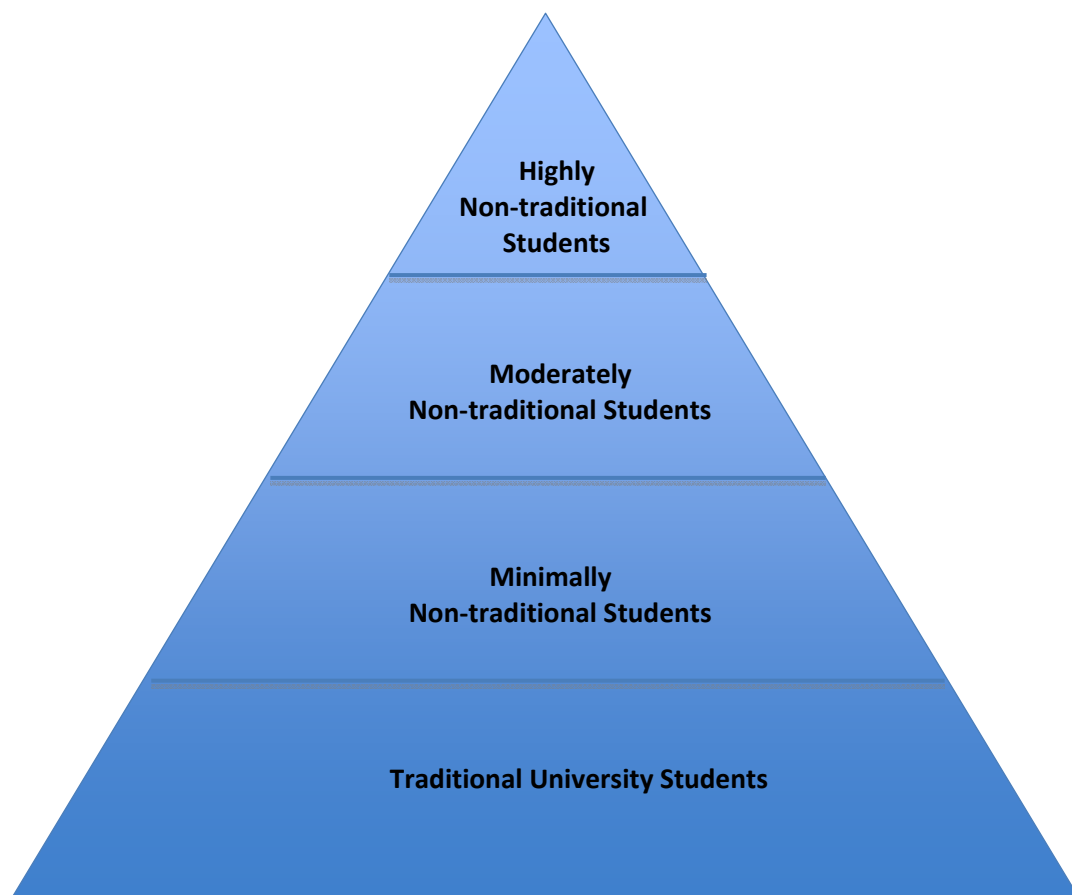 Highly
Non-traditional
Students
Moderately
Non-traditional Students
Minimally
Non-traditional Students
Traditional University Students